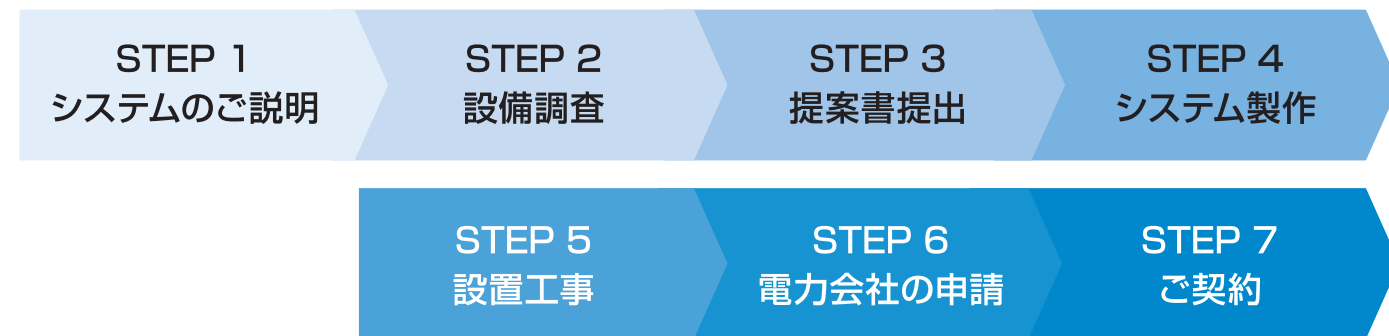 STEP 1
システムのご説明
STEP 2
設備調査
STEP 3
提案書提出
STEP 4
システム製作
STEP 5
設置工事
STEP 6
電力会社の申請
STEP 7
ご契約